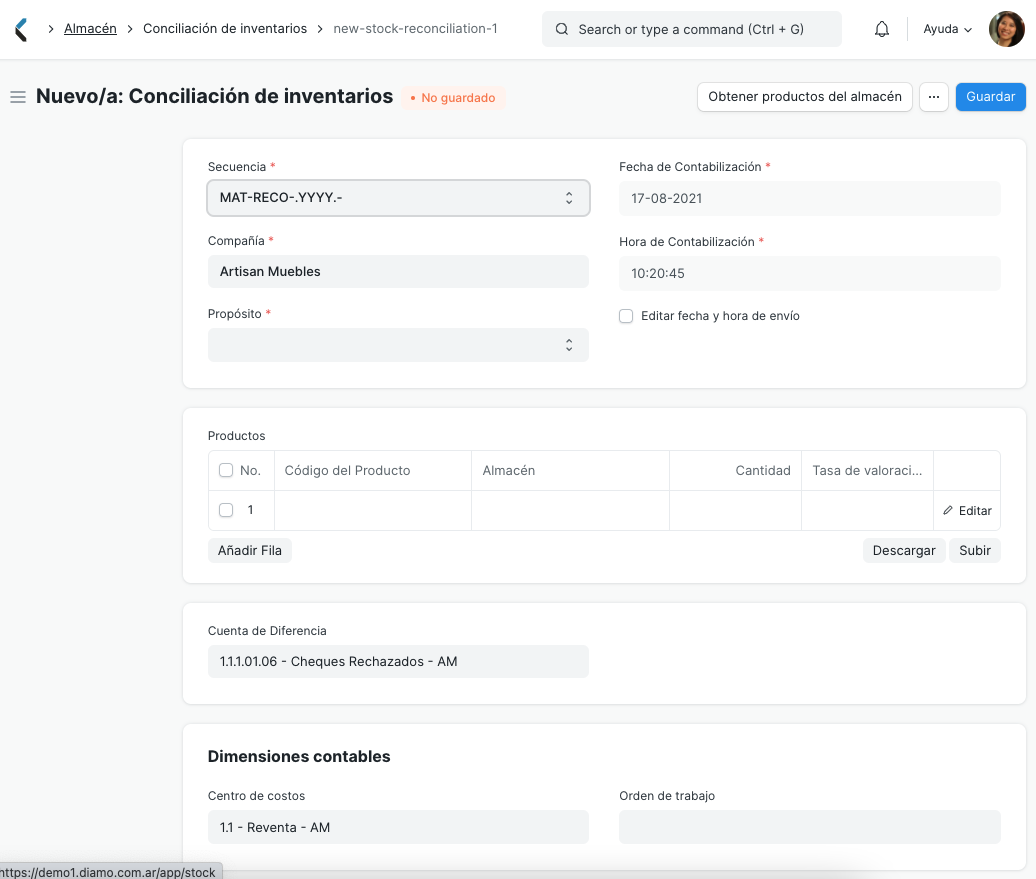 Almacén Conciliación de inventarios new-stock-reconciliation-1 Search or type a command (Ctrl + G) Ayuda
Nuevo/a: Conciliación de inventarios • No guardado Obtener productos del almacén ... Guardar
Secuencia * Fecha de Contabilización *
MAT-RECO-.YYYY.- 17-08-2021
Compañía * Hora de Contabilización *
Artisan Muebles 10:20:45
Propósito * Editar fecha y hora de envío
Productos
No. Código del Producto Almacén Cantidad Tasa de valoraci...
1 Editar
Añadir Fila Descargar Subir
Cuenta de Diferencia
1.1.1.01.06 - Cheques Rechazados - AM
Dimensiones contables
Centro de costos Orden de trabajo
1.1 - Reventa - AM
https://demo1.diamo.com.ar/app/stock